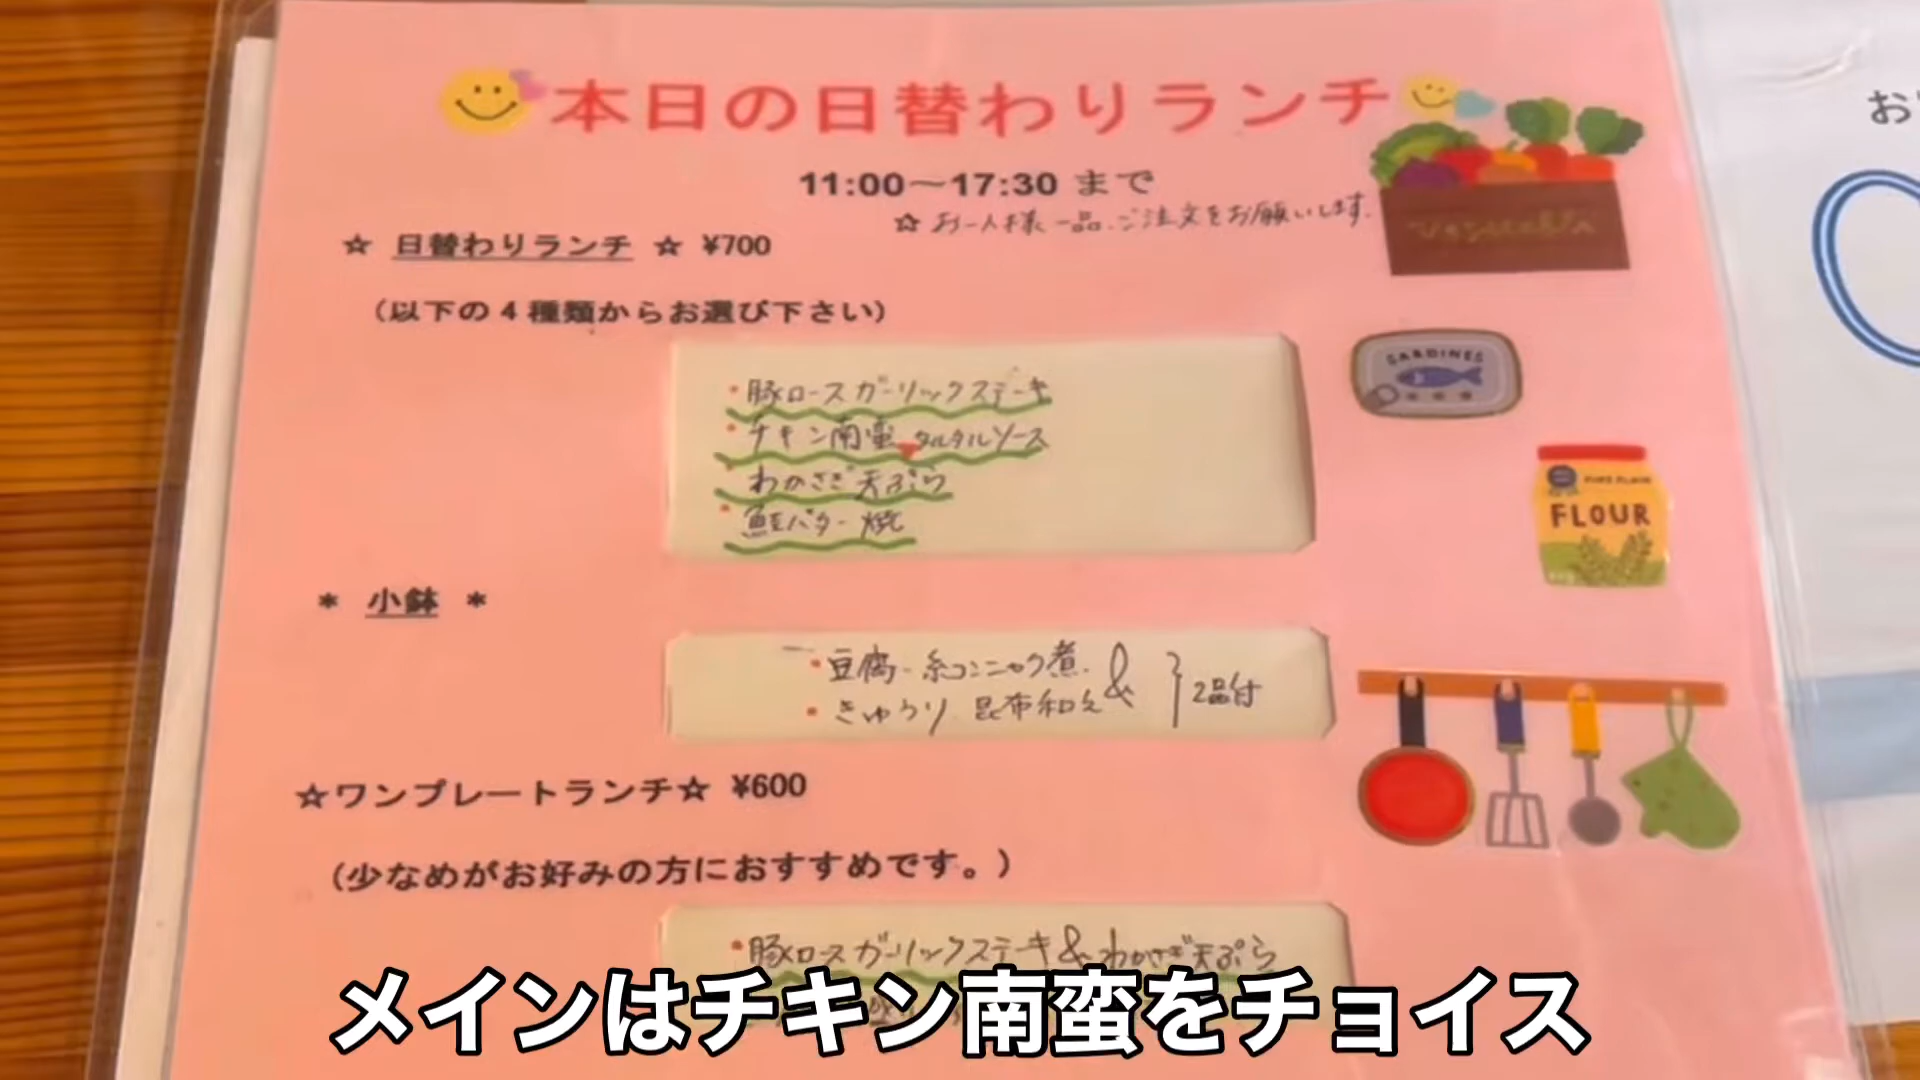 本日の日替わりランチ
11:00～17:30 まで
☆ お一人様一品、ご注文をお願いします。
☆ 日替わりランチ ☆ ¥700
（以下の4種類からお選び下さい）
・豚ロースガーリックステーキ
・チキン南蛮 タルタルソース
・わかさぎ天ぷら
・鮭バター焼
SARDINES
FLOUR
* 小鉢 *
・豆腐・糸コンニャク煮 &
・きゅうり 昆布和え
2品付
☆ワンプレートランチ☆ ¥600
（少なめがお好みの方におすすめです。）
・豚ロースガーリックステーキ&わかさぎ天ぷら
メインはチキン南蛮をチョイス